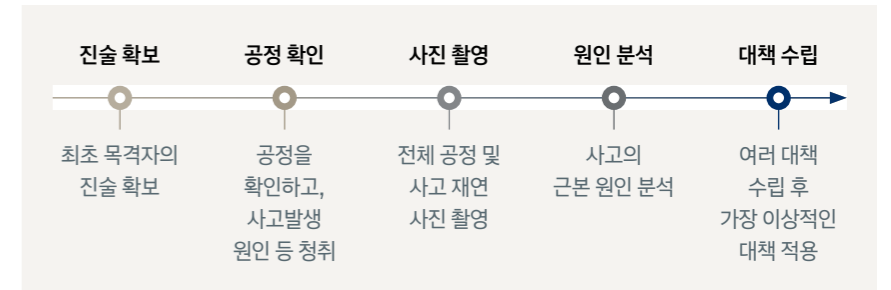 진술 확보
최초 목격자의
진술 확보
공정 확인
공정을
확인하고,
사고발생
원인 등 청취
사진 촬영
전체 공정 및
사고 재연
사진 촬영
원인 분석
사고의
근본 원인 분석
대책 수립
여러 대책
수립 후
가장 이상적인
대책 적용